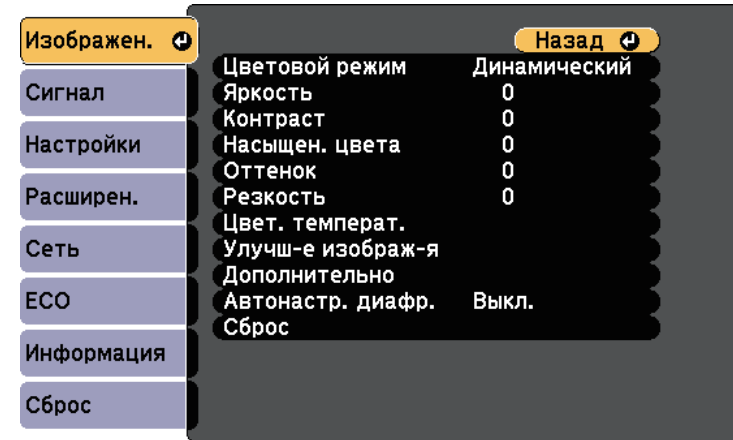 Изображен.
Сигнал
Настройки
Расширен.
Сеть
ECO
Информация
Сброс
Назад
Цветовой режим Динамический
Яркость 0
Контраст 0
Насыщен. цвета 0
Оттенок 0
Резкость 0
Цвет. температ.
Улучш-е изображ-я
Дополнительно
Автонастр. диафр. Выкл.
Сброс